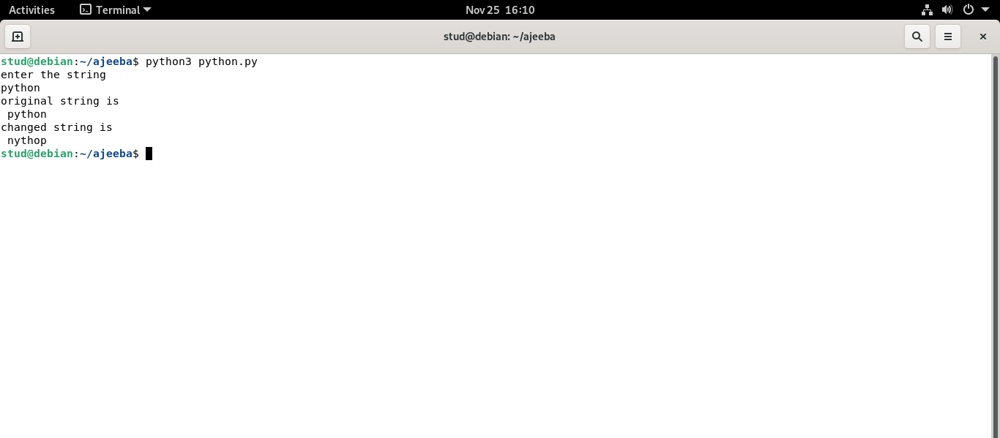 Activities Terminal Nov 25 16:10
stud@debian: ~/ajeeba
stud@debian:~/ajeeba$ python3 python.py
enter the string
python
original string is
 python
changed string is
 nythop
stud@debian:~/ajeeba$